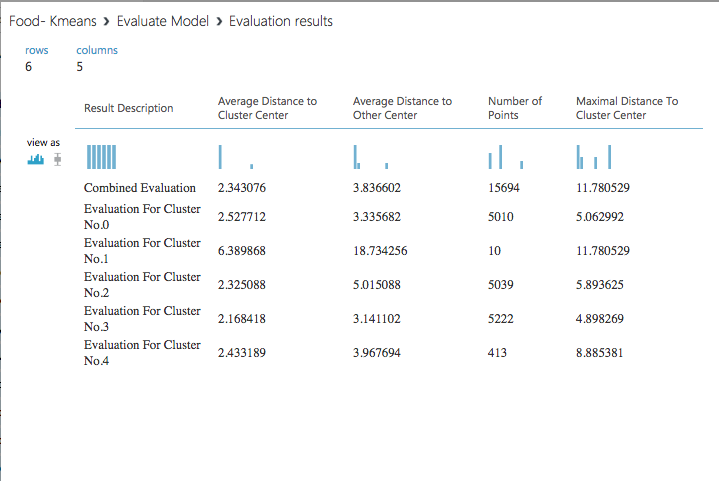 Food- Kmeans > Evaluate Model > Evaluation results
rows columns
6 5
Result Description
Average Distance to
Cluster Center
Average Distance to
Other Center
Number of
Points
Maximal Distance To
Cluster Center
view as
Combined Evaluation 2.343076 3.836602 15694 11.780529
Evaluation For Cluster
No.0 2.527712 3.335682 5010 5.062992
Evaluation For Cluster
No.1 6.389868 18.734256 10 11.780529
Evaluation For Cluster
No.2 2.325088 5.015088 5039 5.893625
Evaluation For Cluster
No.3 2.168418 3.141102 5222 4.898269
Evaluation For Cluster
No.4 2.433189 3.967694 413 8.885381